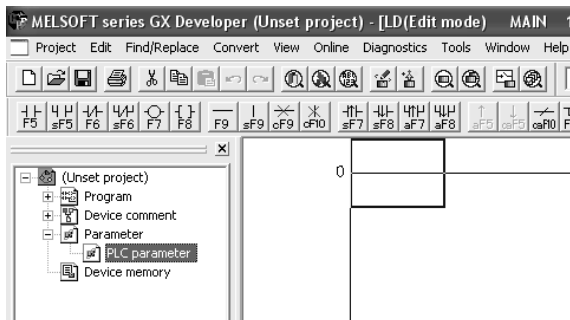 MELSOFT series GX Developer (Unset project) - [LD(Edit mode) MAIN
Project Edit Find/Replace Convert View Online Diagnostics Tools Window Help
F5 sF5 F6 sF6 F7 F8 F9 sF9 cF9 cF10 sF7 sF8 aF7 aF8 aF5 caF5 caF10
0
(Unset project)
Program
Device comment
Parameter
PLC parameter
Device memory